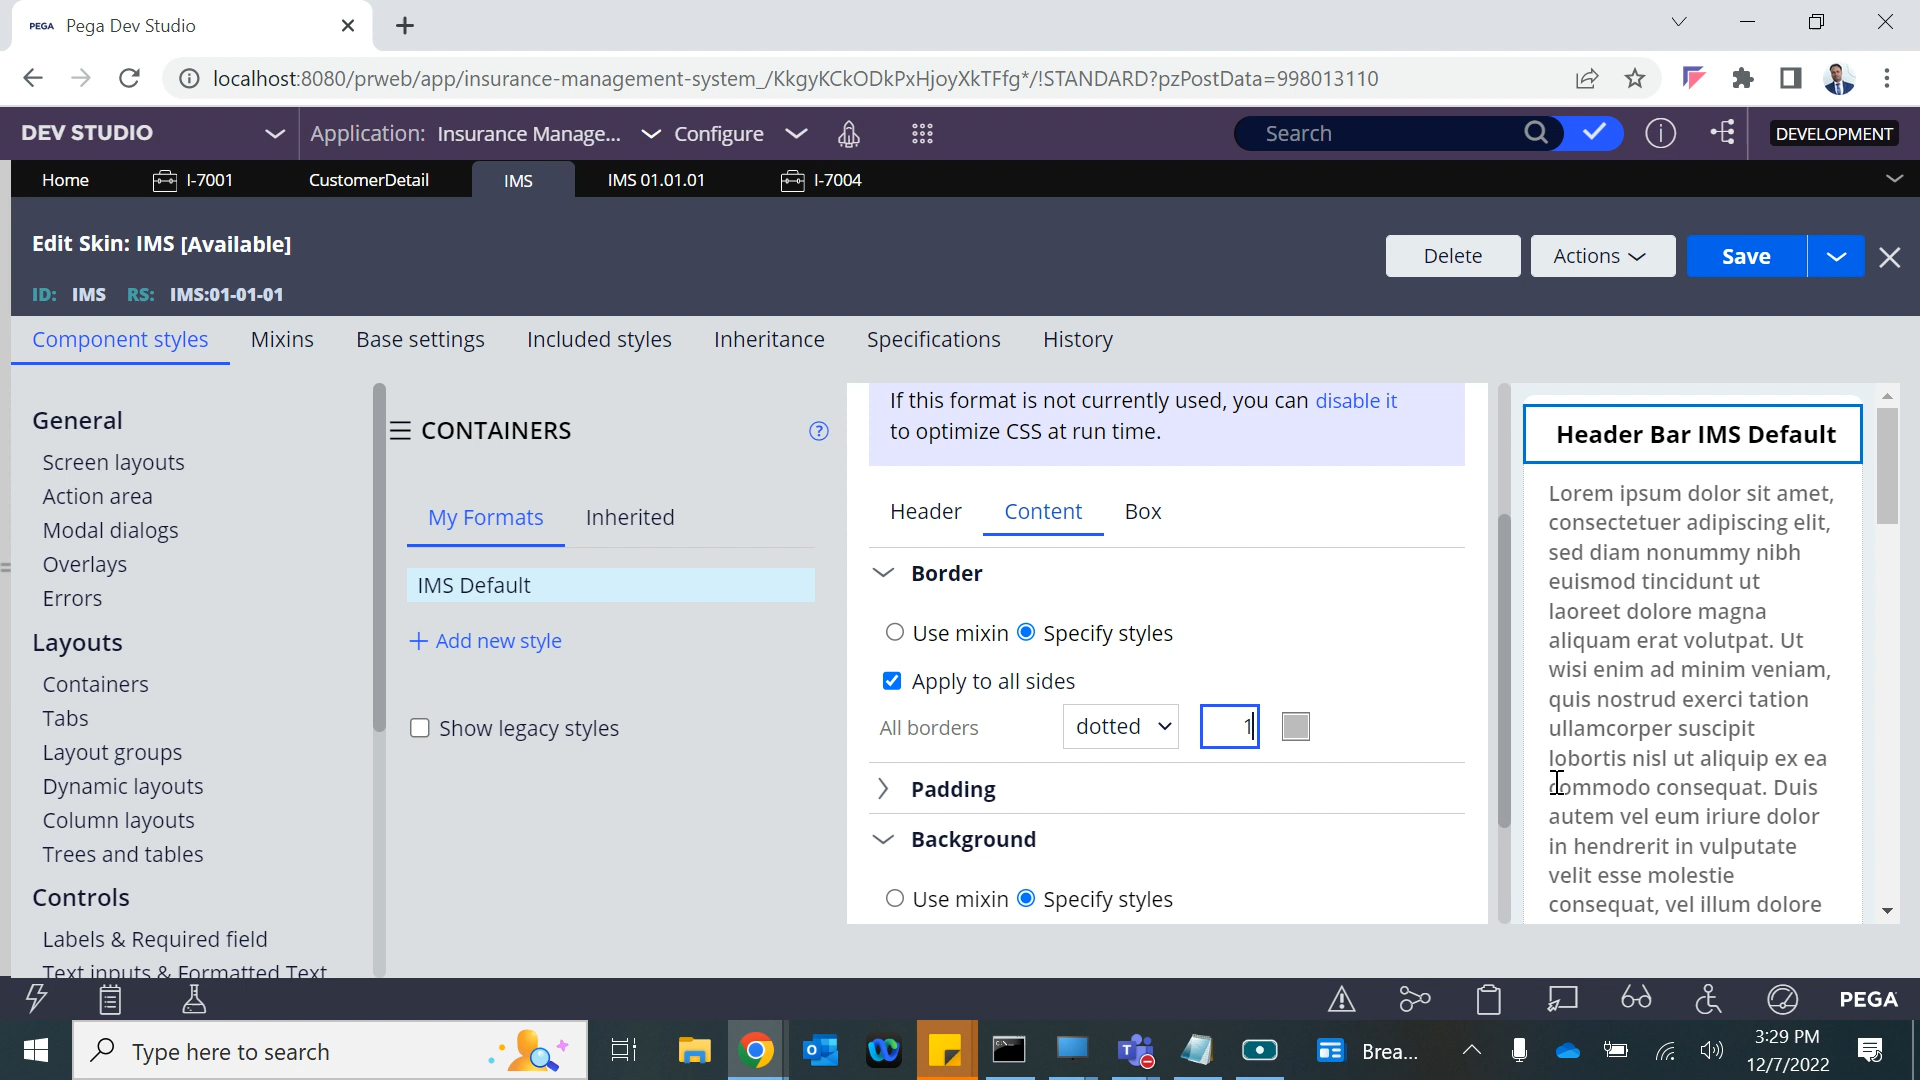 PEGA Pega Dev Studio
localhost:8080/prweb/app/insurance-management-system_/KkgyKCkODkPxHjoyXkTFfg*/!STANDARD?pzPostData=998013110
DEV STUDIO Application: Insurance Manage... Configure Search DEVELOPMENT
Home I-7001 CustomerDetail IMS IMS 01.01.01 I-7004
Edit Skin: IMS [Available]
Delete Actions Save
ID: IMS RS: IMS:01-01-01
Component styles Mixins Base settings Included styles Inheritance Specifications History
General
Screen layouts
Action area
Modal dialogs
Overlays
Errors
Layouts
Containers
Tabs
Layout groups
Dynamic layouts
Column layouts
Trees and tables
Controls
Labels & Required field
Text inputs & Formatted Text
CONTAINERS
My Formats Inherited
IMS Default
+ Add new style
Show legacy styles
If this format is not currently used, you can disable it
to optimize CSS at run time.
Header Content Box
Border
Use mixin Specify styles
Apply to all sides
All borders dotted 1
Padding
Background
Use mixin Specify styles
Header Bar IMS Default
Lorem ipsum dolor sit amet,
consectetuer adipiscing elit,
sed diam nonummy nibh
euismod tincidunt ut
laoreet dolore magna
aliquam erat volutpat. Ut
wisi enim ad minim veniam,
quis nostrud exerci tation
ullamcorper suscipit
lobortis nisl ut aliquip ex ea
commodo consequat. Duis
autem vel eum iriure dolor
in hendrerit in vulputate
velit esse molestie
consequat, vel illum dolore
PEGA
Type here to search
Brea...
3:29 PM
12/7/2022